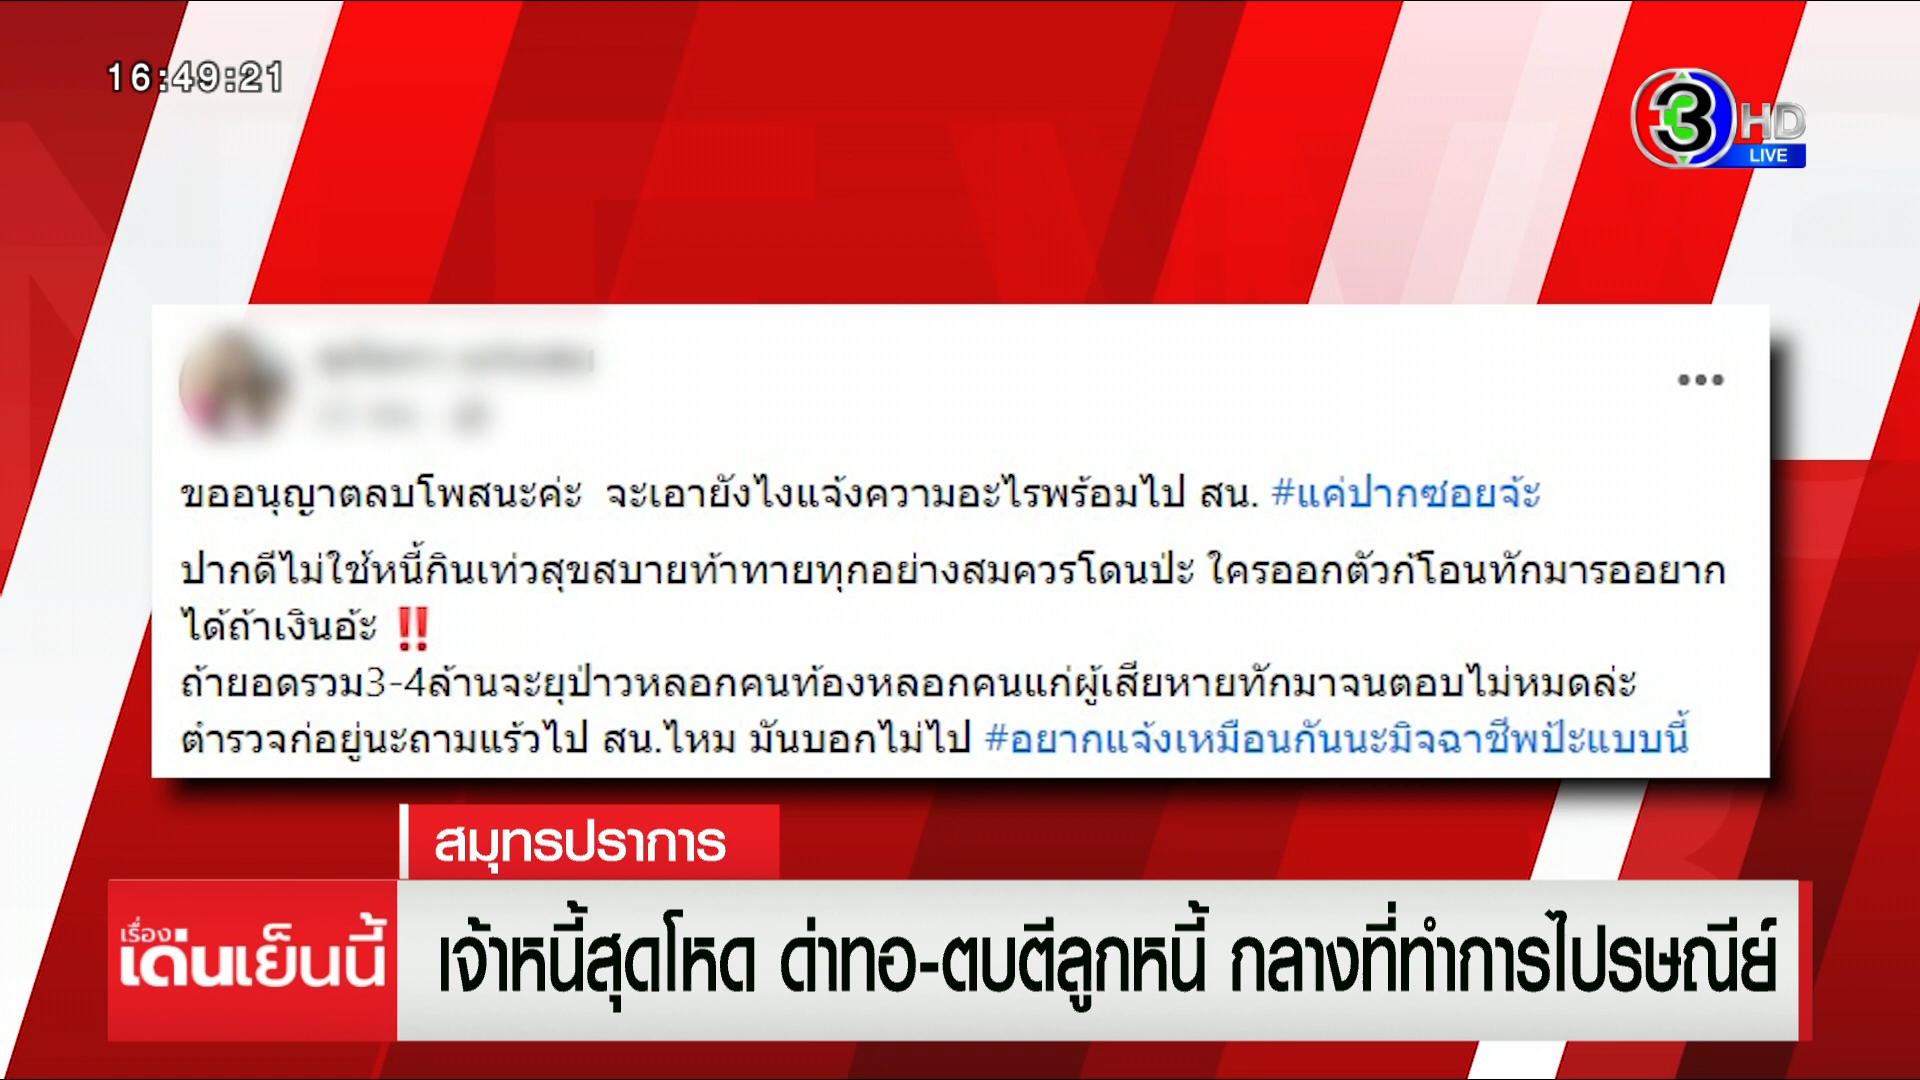 16:49:21
3 HD
LIVE
ขออนุญาตลบโพสนะค่ะ จะเอายังไงแจ้งความอะไรพร้อมไป สน. #แค่ปากซอยจ้ะ
ปากดีไม่ใช้หนี้กินเท่วสุขสบายท้าทายทุกอย่างสมควรโดนป่ะ ใครออกตัวก้โอนทักมารออยาก
ได้ถ้าเงินอ้ะ ‼️
ถ้ายอดรวม3-4ล้านจะยุป่าวหลอกคนท้องหลอกคนแก่ผู้เสียหายทักมาจนตอบไม่หมดล่ะ
ตำรวจก่อยู่นะถามแร้วไป สน.ไหม มันบอกไม่ไป #อยากแจ้งเหมือนกันนะมิจฉาชีพป้ะแบบนี้
สมุทรปราการ
เรื่องเด่นเย็นนี้
เจ้าหนี้สุดโหด ด่าทอ-ตบตีลูกหนี้ กลางที่ทำการไปรษณีย์